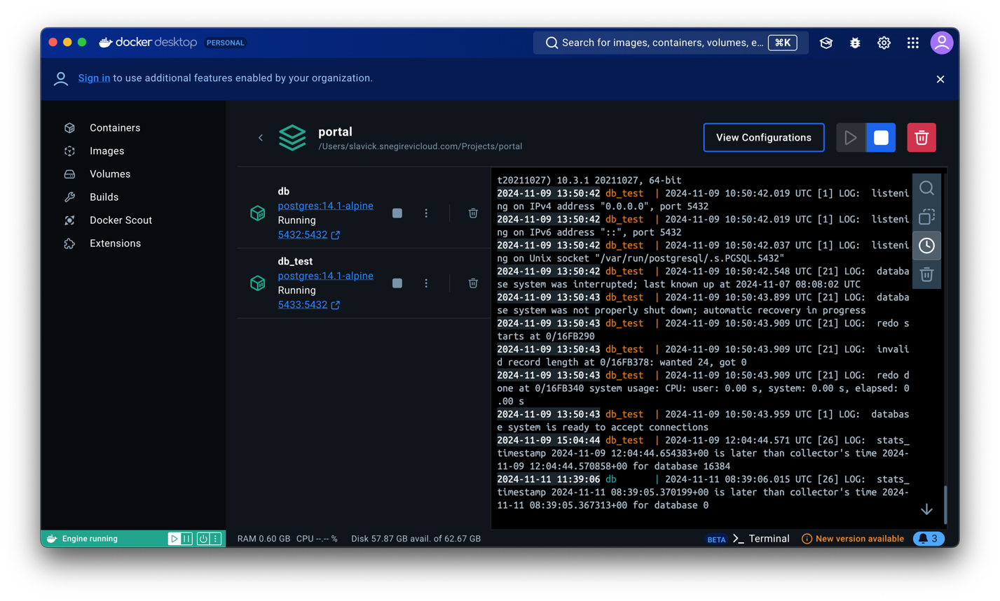 docker desktop PERSONAL
Search for images, containers, volumes, e... ⌘K
Sign in to use additional features enabled by your organization.
Containers
Images
Volumes
Builds
Docker Scout
Extensions
portal
/Users/slavick.snegirevicloud.com/Projects/portal
View Configurations
db
postgres:14.1-alpine
Running
5432:5432
db_test
postgres:14.1-alpine
Running
5433:5432
t20211027) 10.3.1 20211027, 64-bit
2024-11-09 13:50:42 db_test | 2024-11-09 10:50:42.019 UTC [1] LOG: listeni
ng on IPv4 address "0.0.0.0", port 5432
2024-11-09 13:50:42 db_test | 2024-11-09 10:50:42.019 UTC [1] LOG: listeni
ng on IPv6 address "::", port 5432
2024-11-09 13:50:42 db_test | 2024-11-09 10:50:42.037 UTC [1] LOG: listeni
ng on Unix socket "/var/run/postgresql/.s.PGSQL.5432"
2024-11-09 13:50:42 db_test | 2024-11-09 10:50:42.548 UTC [21] LOG: databa
se system was interrupted; last known up at 2024-11-07 08:08:02 UTC
2024-11-09 13:50:43 db_test | 2024-11-09 10:50:43.899 UTC [21] LOG: databa
se system was not properly shut down; automatic recovery in progress
2024-11-09 13:50:43 db_test | 2024-11-09 10:50:43.909 UTC [21] LOG: redo s
tarts at 0/16FB290
2024-11-09 13:50:43 db_test | 2024-11-09 10:50:43.909 UTC [21] LOG: invali
d record length at 0/16FB378: wanted 24, got 0
2024-11-09 13:50:43 db_test | 2024-11-09 10:50:43.909 UTC [21] LOG: redo d
one at 0/16FB340 system usage: CPU: user: 0.00 s, system: 0.00 s, elapsed: 0
.00 s
2024-11-09 13:50:43 db_test | 2024-11-09 10:50:43.959 UTC [1] LOG: databas
e system is ready to accept connections
2024-11-09 15:04:44 db_test | 2024-11-09 12:04:44.571 UTC [26] LOG: stats_
timestamp 2024-11-09 12:04:44.654383+00 is later than collector's time 2024-
11-09 12:04:44.570858+00 for database 16384
2024-11-11 11:39:06 db | 2024-11-11 08:39:06.015 UTC [26] LOG: stats_
timestamp 2024-11-11 08:39:05.370199+00 is later than collector's time 2024-
11-11 08:39:05.367313+00 for database 0
Engine running
RAM 0.60 GB CPU --.-- % Disk 57.87 GB avail. of 62.67 GB
BETA >_ Terminal New version available 3